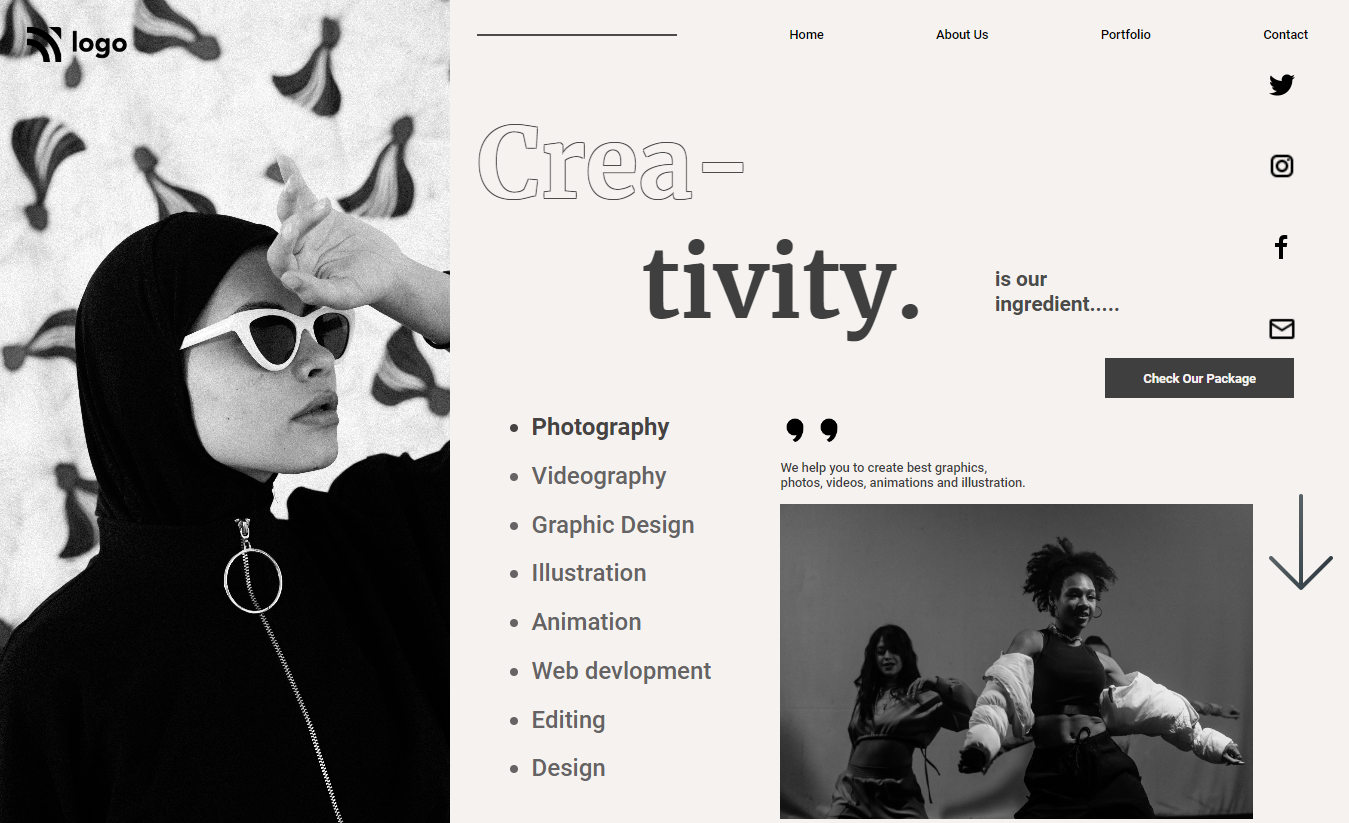 logo
Home About Us Portfolio Contact
Crea-
tivity.
is our
ingredient.....
Check Our Package
Photography
Videography
Graphic Design
Illustration
Animation
Web devlopment
Editing
Design
❟❟
We help you to create best graphics,
photos, videos, animations and illustration.